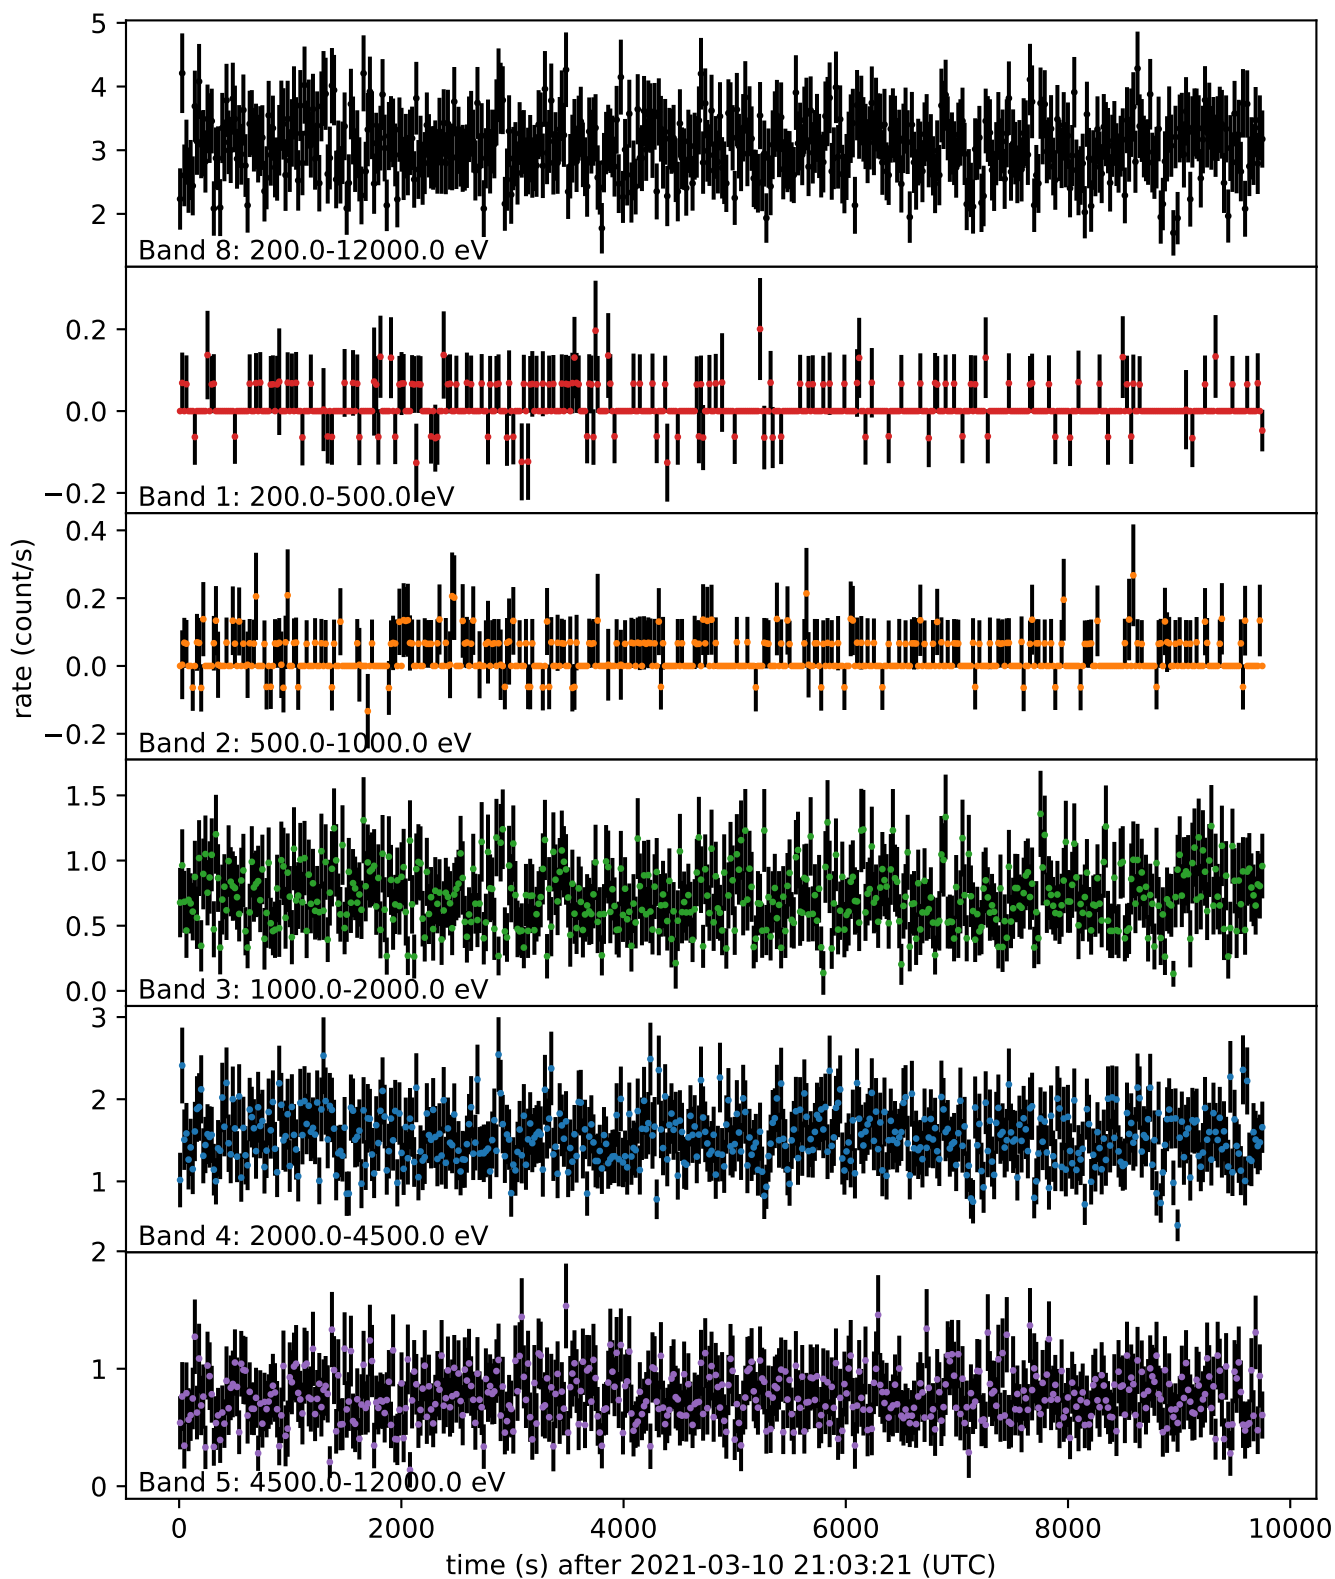 5
4
3
2
Band 8: 200.0-12000.0 eV
0.2
0.0
−0.2
Band 1: 200.0-500.0 eV
0.4
0.2
0.0
−0.2
Band 2: 500.0-1000.0 eV
rate (count/s)
1.5
1.0
0.5
0.0
Band 3: 1000.0-2000.0 eV
3
2
1
Band 4: 2000.0-4500.0 eV
2
1
0
Band 5: 4500.0-12000.0 eV
0 2000 4000 6000 8000 10000
time (s) after 2021-03-10 21:03:21 (UTC)